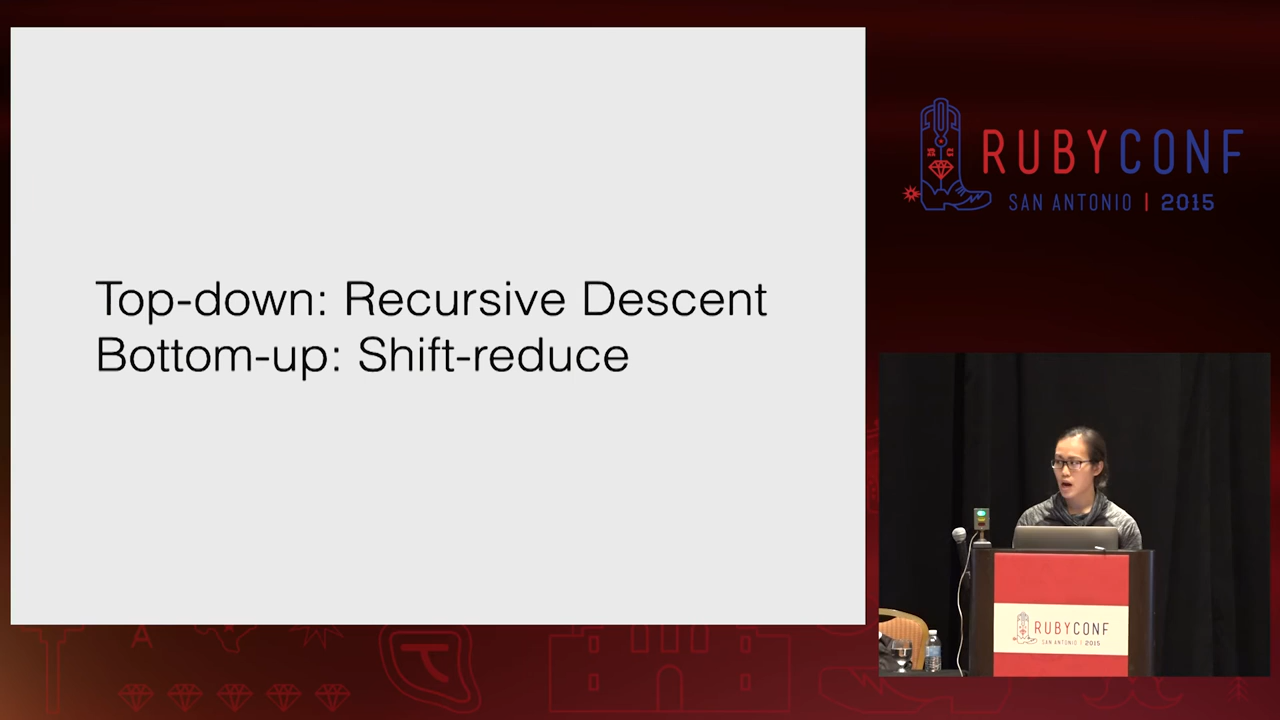 Top-down: Recursive Descent
Bottom-up: Shift-reduce
RUBYCONF
SAN ANTONIO | 2015
RUBYCONF
SAN ANTONIO | 2015